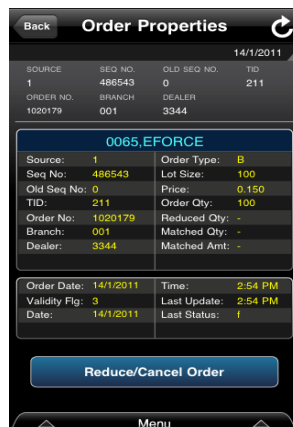 Back Order Properties
14/1/2011
SOURCE SEQ NO. OLD SEQ NO. TID
1 486543 0 211
ORDER NO. BRANCH DEALER
1020179 001 3344
0065,EFORCE
Source: 1 Order Type: B
Seq No: 486543 Lot Size: 100
Old Seq No: 0 Price: 0.150
TID: 211 Order Qty: 100
Order No: 1020179 Reduced Qty: -
Branch: 001 Matched Qty: -
Dealer: 3344 Matched Amt: -
Order Date: 14/1/2011 Time: 2:54 PM
Validity Flg: 3 Last Update: 2:54 PM
Date: 14/1/2011 Last Status: f
Reduce/Cancel Order
Menu